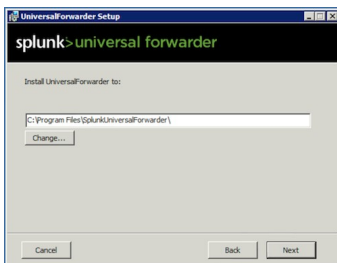 UniversalForwarder Setup
splunk>universal forwarder
Install UniversalForwarder to:
C:\Program Files\SplunkUniversalForwarder\
Change...
Cancel
Back
Next